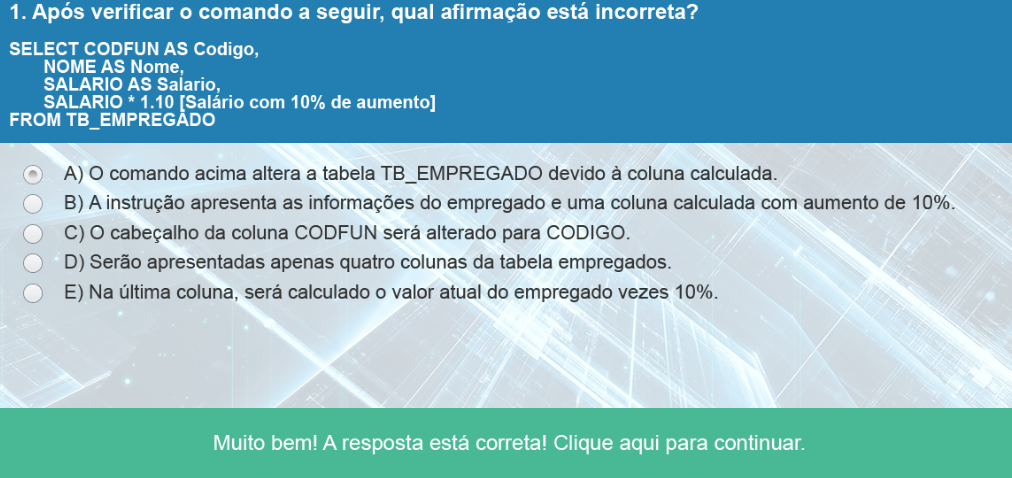 1. Após verificar o comando a seguir, qual afirmação está incorreta?
SELECT CODFUN AS Codigo,
NOME AS Nome,
SALARIO AS Salario,
SALARIO * 1.10 [Salário com 10% de aumento]
FROM TB_EMPREGADO
A) O comando acima altera a tabela TB_EMPREGADO devido à coluna calculada.
B) A instrução apresenta as informações do empregado e uma coluna calculada com aumento de 10%.
C) O cabeçalho da coluna CODFUN será alterado para CODIGO.
D) Serão apresentadas apenas quatro colunas da tabela empregados.
E) Na última coluna, será calculado o valor atual do empregado vezes 10%.
Muito bem! A resposta está correta! Clique aqui para continuar.